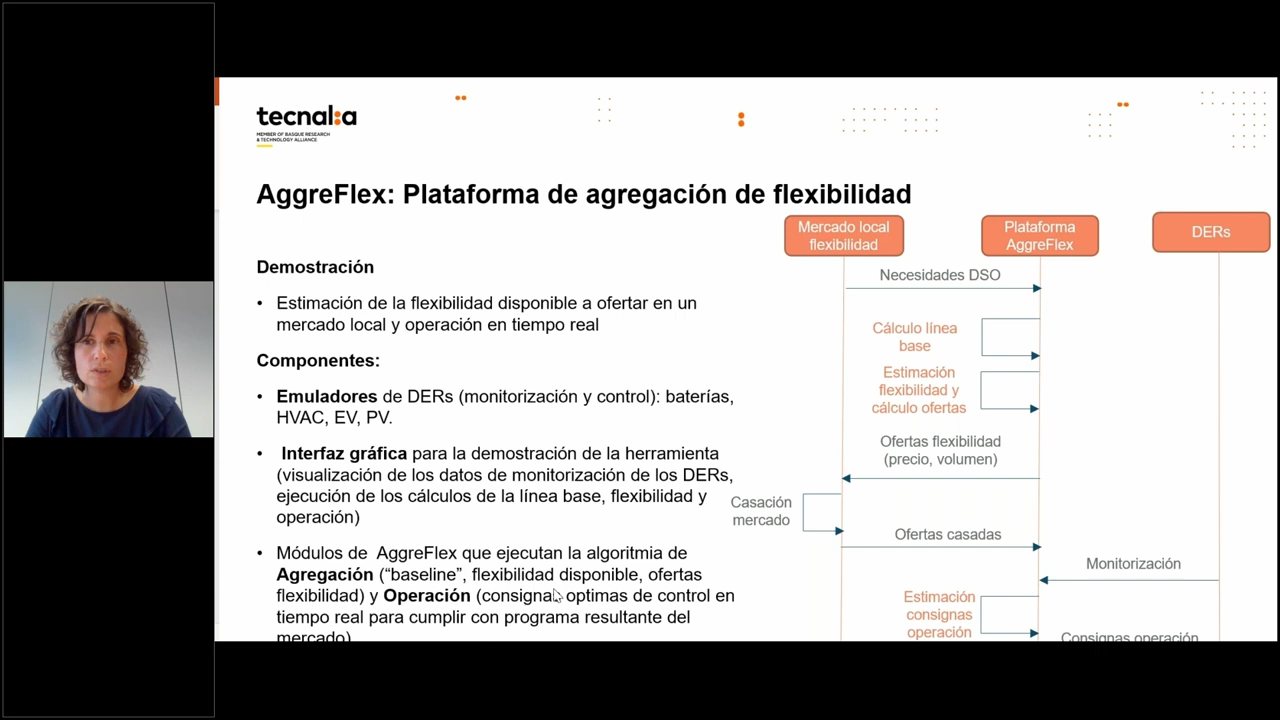 tecnal:a
MEMBER OF BASQUE RESEARCH
& TECHNOLOGY ALLIANCE
AggreFlex: Plataforma de agregación de flexibilidad
Demostración
• Estimación de la flexibilidad disponible a ofertar en un
mercado local y operación en tiempo real
Componentes:
• Emuladores de DERs (monitorización y control): baterías,
HVAC, EV, PV.
• Interfaz gráfica para la demostración de la herramienta
(visualización de los datos de monitorización de los DERs,
ejecución de los cálculos de la línea base, flexibilidad y
operación)
• Módulos de AggreFlex que ejecutan la algoritmia de
Agregación (“baseline”, flexibilidad disponible, ofertas
flexibilidad) y Operación (consignas optimas de control en
tiempo real para cumplir con programa resultante del
mercado)
Mercado local
flexibilidad
Plataforma
AggreFlex
DERs
Necesidades DSO
Cálculo línea
base
Estimación
flexibilidad y
cálculo ofertas
Ofertas flexibilidad
(precio, volumen)
Casación
mercado
Ofertas casadas
Monitorización
Estimación
consignas
operación
Consignas operación